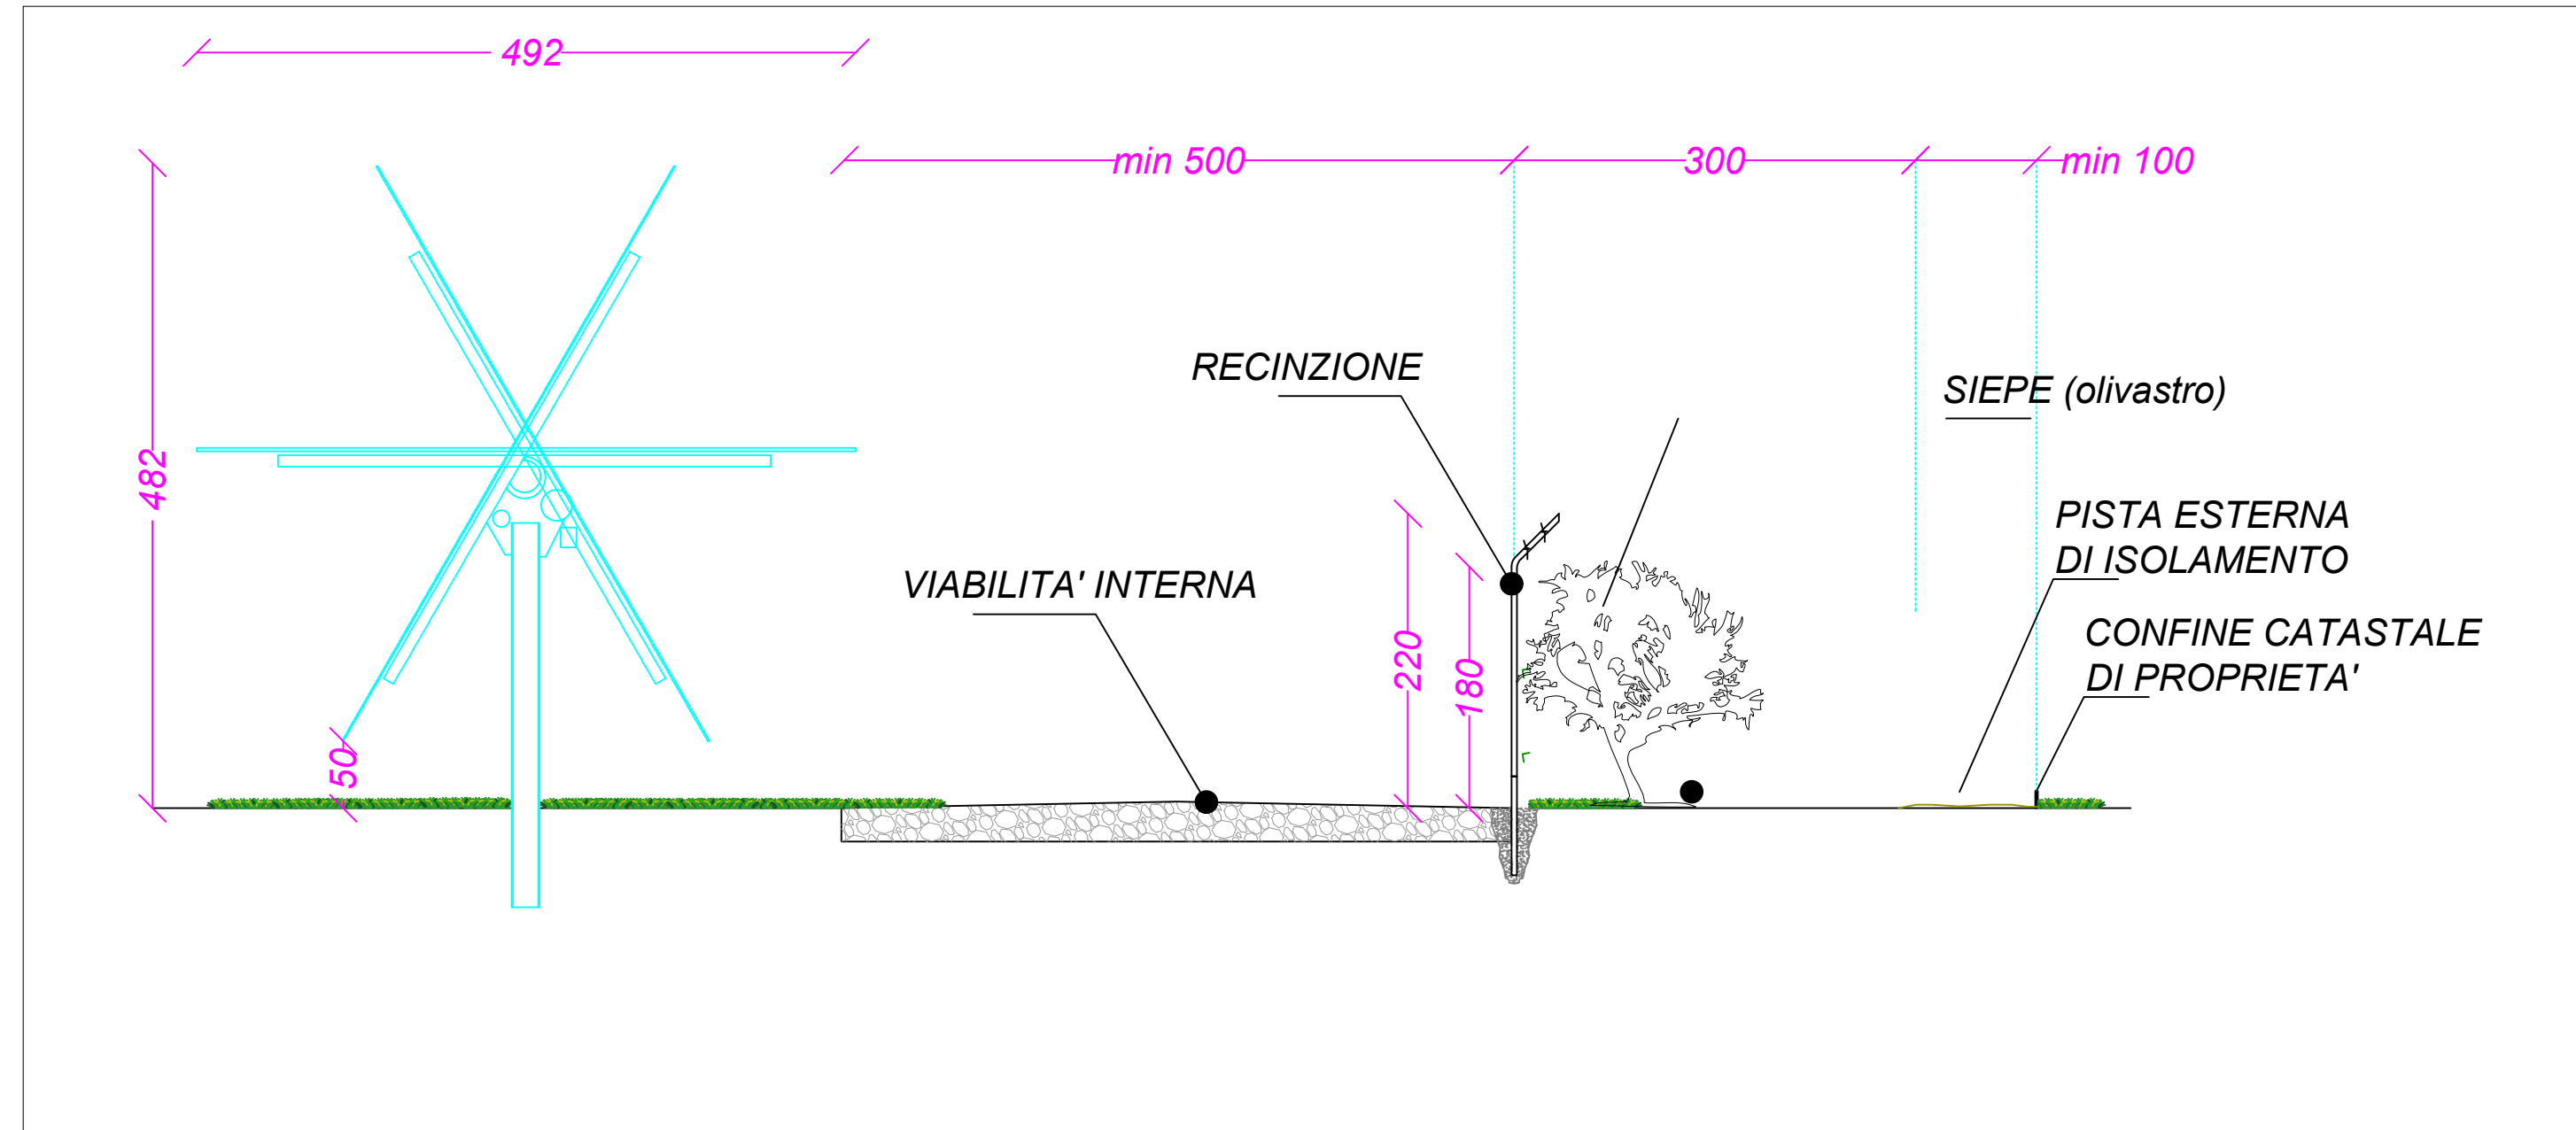 492
min 500
300
min 100
482
RECINZIONE
SIEPE (olivastro)
PISTA ESTERNA
DI ISOLAMENTO
VIABILITA' INTERNA
220
180
CONFINE CATASTALE
DI PROPRIETA'
50